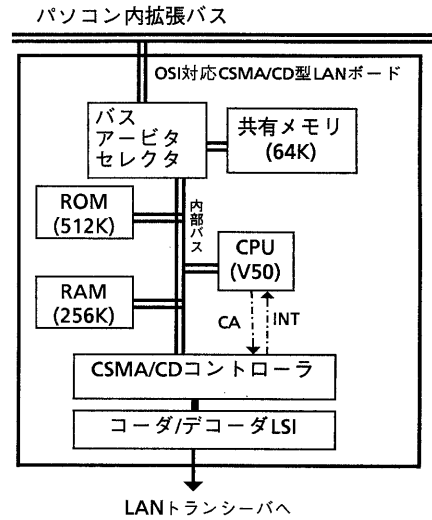 パソコン内拡張バス
OSI対応CSMA/CD型LANボード
バス
アービタ
セレクタ
共有メモリ
(64K)
ROM
(512K)
内部バス
CPU
(V50)
RAM
(256K)
CA
INT
CSMA/CDコントローラ
コーダ/デコーダLSI
LANトランシーバへ